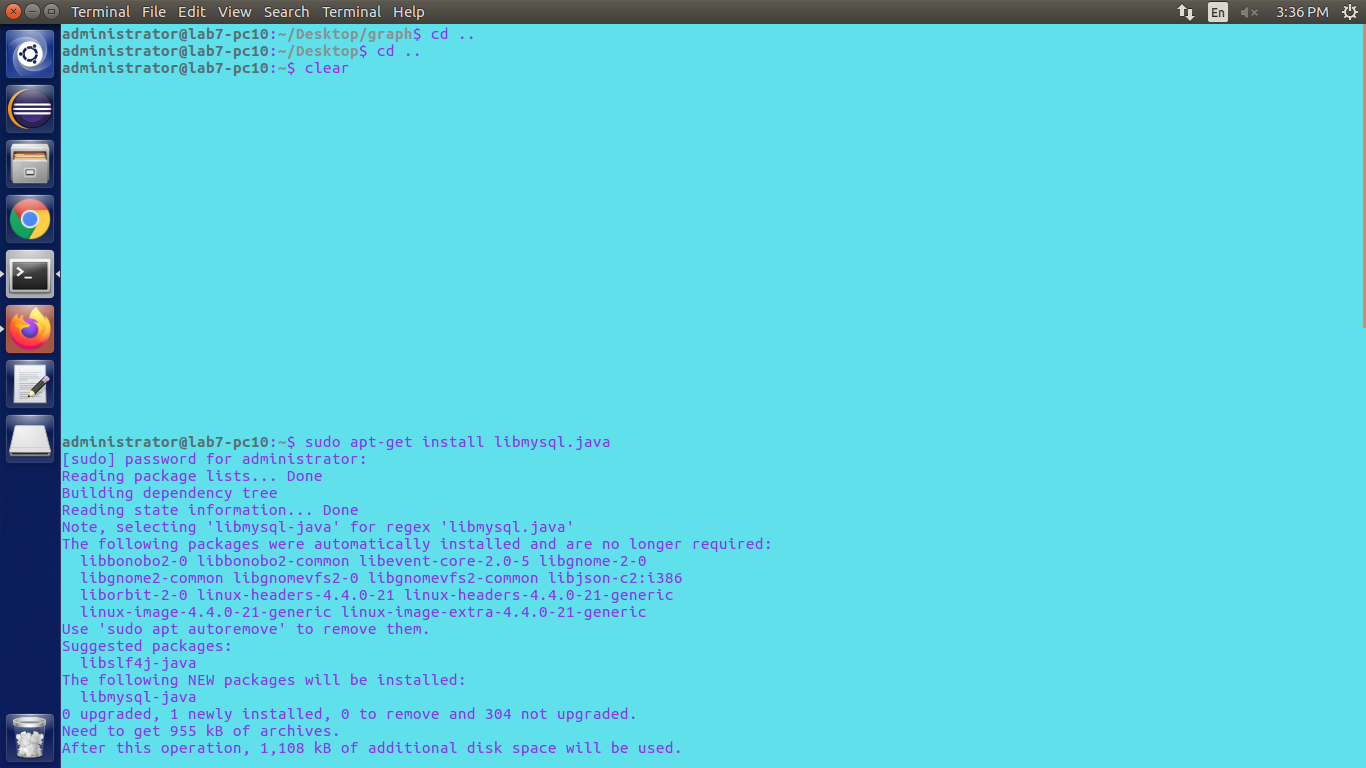 Terminal File Edit View Search Terminal Help En 3:36 PM
administrator@lab7-pc10:~/Desktop/graph$ cd ..
administrator@lab7-pc10:~/Desktop$ cd ..
administrator@lab7-pc10:~$ clear
administrator@lab7-pc10:~$ sudo apt-get install libmysql.java
[sudo] password for administrator:
Reading package lists... Done
Building dependency tree
Reading state information... Done
Note, selecting 'libmysql-java' for regex 'libmysql.java'
The following packages were automatically installed and are no longer required:
  libbonobo2-0 libbonobo2-common libevent-core-2.0-5 libgnome-2-0
  libgnome2-common libgnomevfs2-0 libgnomevfs2-common libjson-c2:i386
  liborbit-2-0 linux-headers-4.4.0-21 linux-headers-4.4.0-21-generic
  linux-image-4.4.0-21-generic linux-image-extra-4.4.0-21-generic
Use 'sudo apt autoremove' to remove them.
Suggested packages:
  libslf4j-java
The following NEW packages will be installed:
  libmysql-java
0 upgraded, 1 newly installed, 0 to remove and 304 not upgraded.
Need to get 955 kB of archives.
After this operation, 1,108 kB of additional disk space will be used.